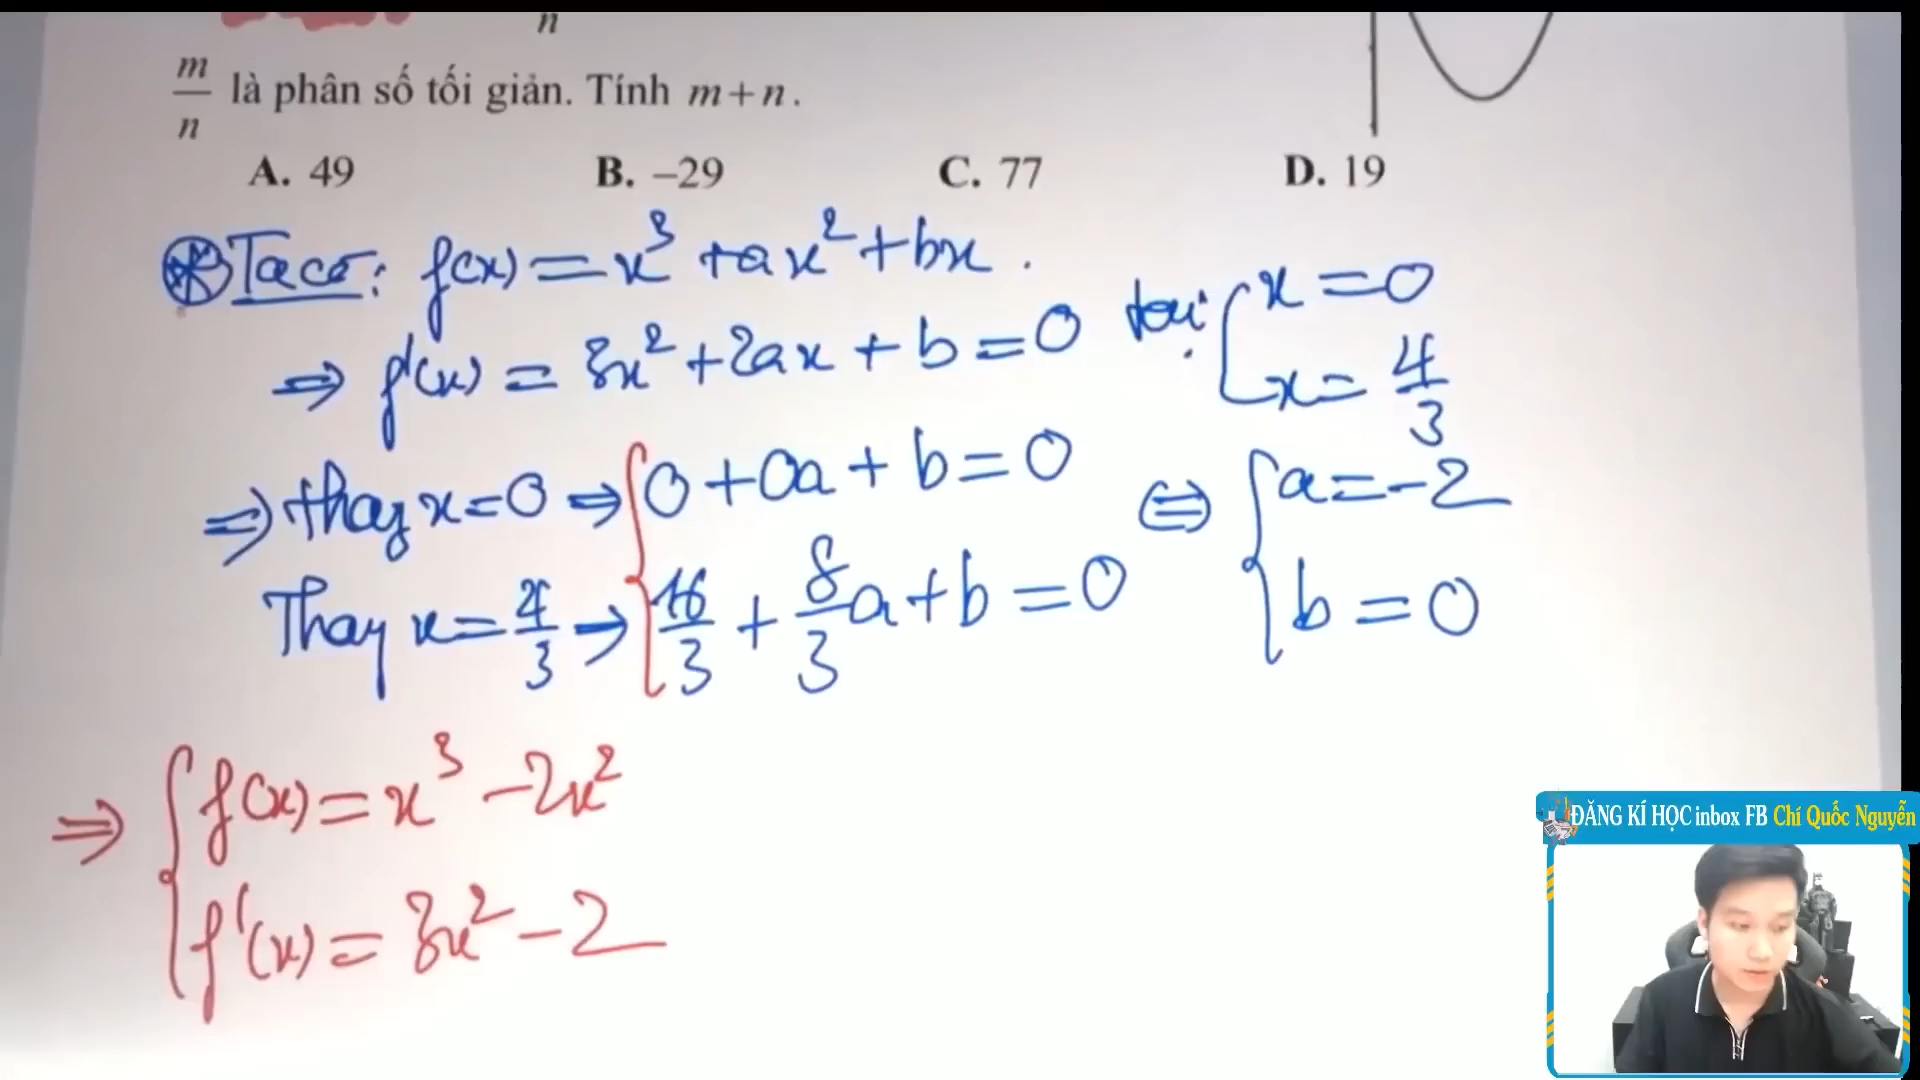 n
m/n là phân số tối giản. Tính m+n.
A. 49 B. –29 C. 77 D. 19
Ta có: f(x) = x³ + ax² + bx.
⇒ f'(x) = 3x² + 2ax + b = 0 tại: [ x = 0
x = 4/3
⇒ thay x = 0 ⇒ { 0 + 0a + b = 0 ⇔ { a = -2
Thay x = 4/3 → 16/3 + 8/3 a + b = 0 b = 0
⇒ { f(x) = x³ - 2x²
f'(x) = 3x² - 2
ĐĂNG KÍ HỌC inbox FB Chí Quốc Nguyễn